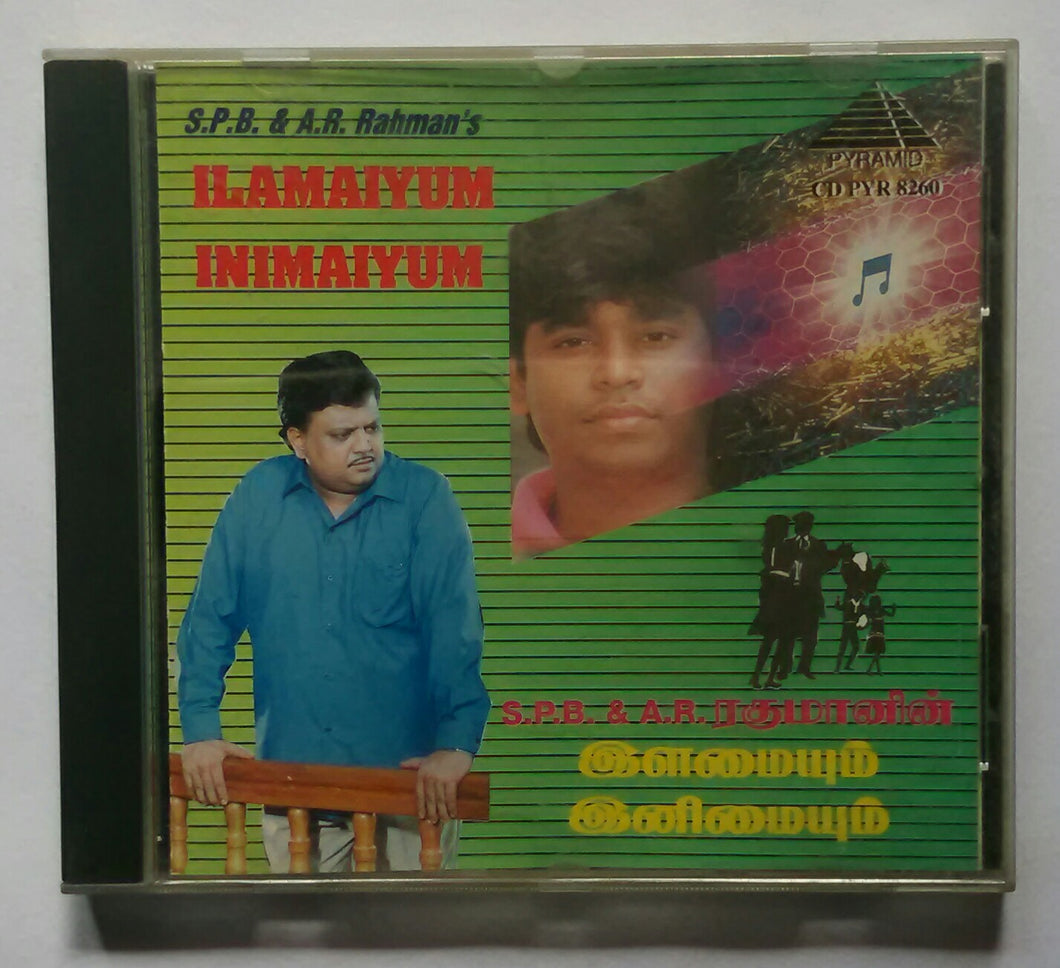 S.P.B. & A.R. Rahman's
ILAMAIYUM
INIMAIYUM
PYRAMID
CD PYR 8260
S.P.B. & A.R. ரகுமானின்
இளமையும்
இனிமையும்